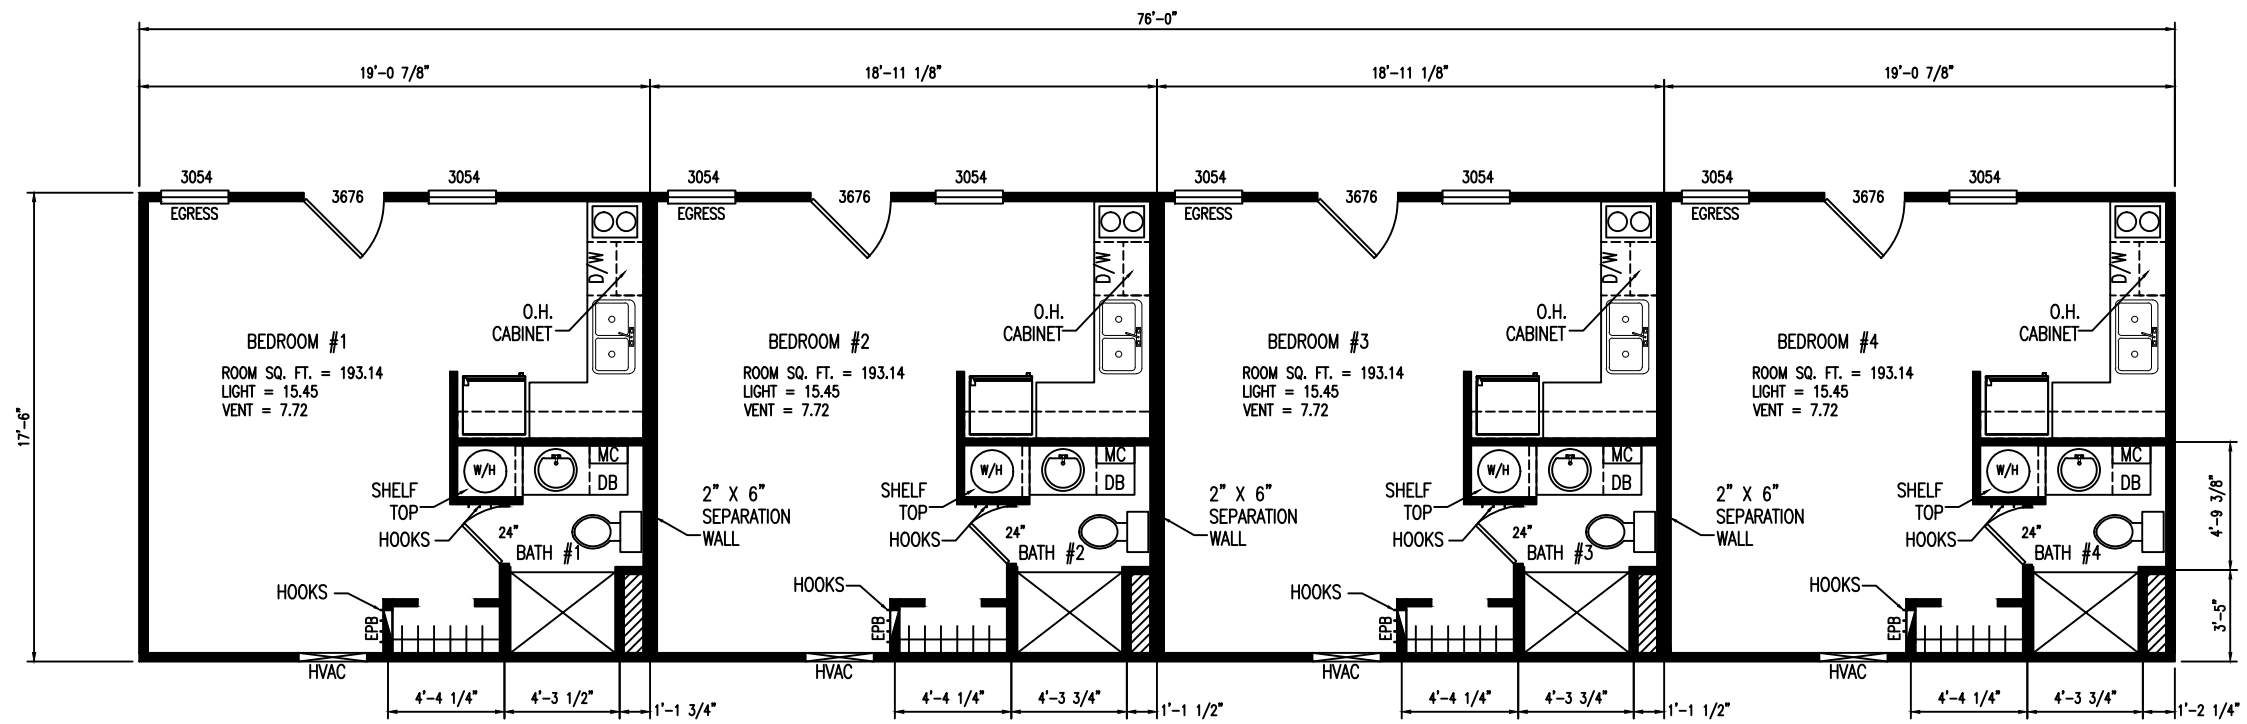 76'-0"
19'-0 7/8" 18'-11 1/8" 18'-11 1/8" 19'-0 7/8"
3054 3676 3054 3054 3676 3054 3054 3676 3054 3054 3676 3054
EGRESS EGRESS EGRESS EGRESS
D/W D/W D/W D/W
O.H. O.H. O.H. O.H.
CABINET CABINET CABINET CABINET
BEDROOM #1 BEDROOM #2 BEDROOM #3 BEDROOM #4
ROOM SQ. FT. = 193.14 ROOM SQ. FT. = 193.14 ROOM SQ. FT. = 193.14 ROOM SQ. FT. = 193.14
LIGHT = 15.45 LIGHT = 15.45 LIGHT = 15.45 LIGHT = 15.45
VENT = 7.72 VENT = 7.72 VENT = 7.72 VENT = 7.72
17'-6"
W/H MC W/H MC W/H MC W/H MC
DB DB DB DB
SHELF 2" X 6" SHELF 2" X 6" SHELF 2" X 6" SHELF
TOP SEPARATION TOP SEPARATION TOP SEPARATION TOP
HOOKS 24" WALL HOOKS 24" WALL HOOKS 24" WALL HOOKS 24"
BATH #1 BATH #2 BATH #3 BATH #4
4'-9 3/8"
HOOKS HOOKS HOOKS HOOKS
EPB EPB EPB EPB
3'-5"
HVAC HVAC HVAC HVAC
4'-4 1/4" 4'-3 1/2" 4'-4 1/4" 4'-3 3/4" 4'-4 1/4" 4'-3 3/4" 4'-4 1/4" 4'-3 3/4"
1'-1 3/4" 1'-1 1/2" 1'-1 1/2" 1'-2 1/4"